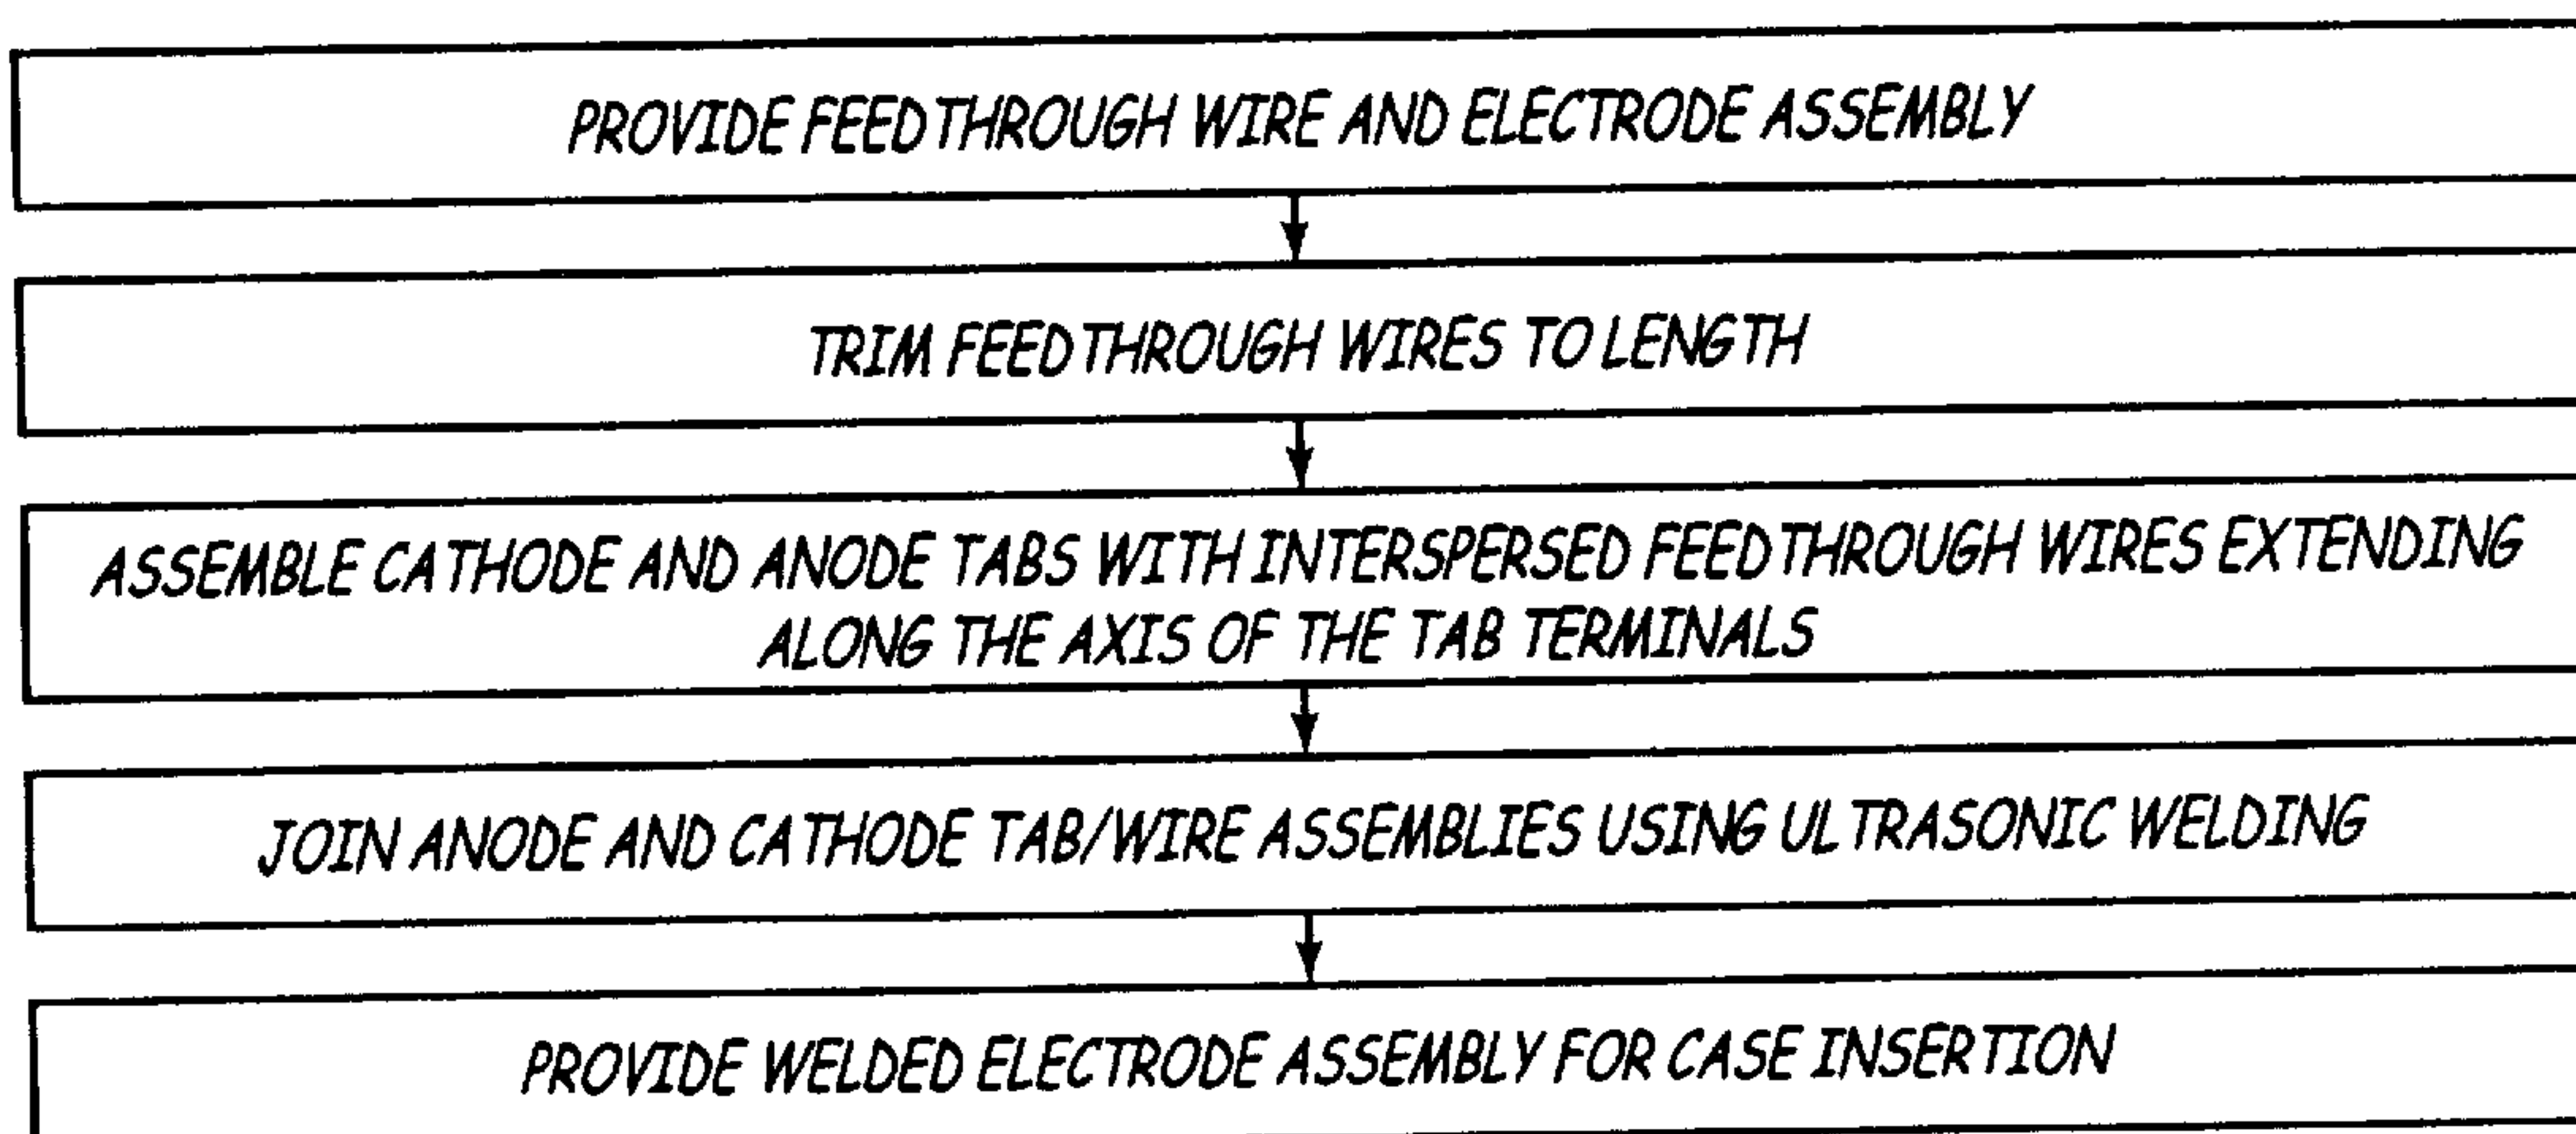 PROVIDE FEEDTHROUGH WIRE AND ELECTRODE ASSEMBLY
TRIM FEEDTHROUGH WIRES TO LENGTH
ASSEMBLE CATHODE AND ANODE TABS WITH INTERSPERSED FEEDTHROUGH WIRES EXTENDING
ALONG THE AXIS OF THE TAB TERMINALS
JOIN ANODE AND CATHODE TAB/WIRE ASSEMBLIES USING ULTRASONIC WELDING
PROVIDE WELDED ELECTRODE ASSEMBLY FOR CASE INSERTION